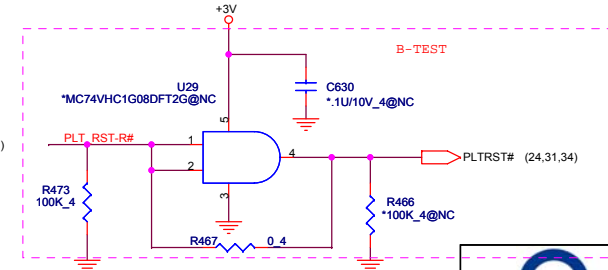 +3V
B-TEST
U29
*MC74VHC1G08DFT2G@NC
C630
*.1U/10V_4@NC
5
)
PLT_RST-R#
1
2
4
PLTRST# (24,31,34)
3
R473
100K_4
R466
*100K_4@NC
R467
0_4